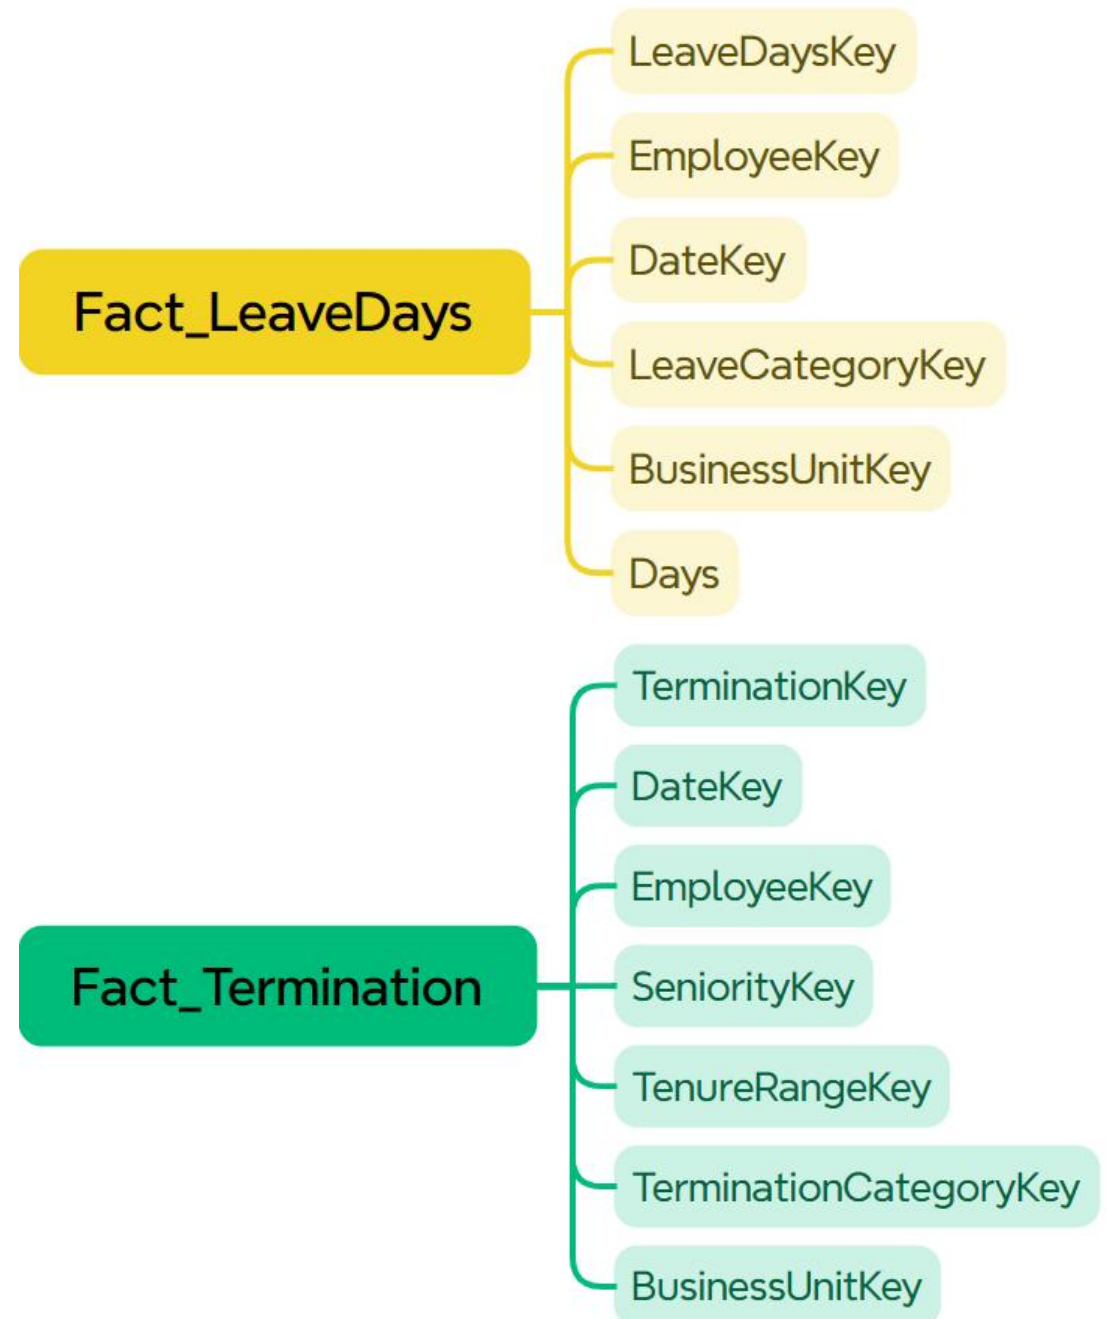 LeaveDaysKey
EmployeeKey
DateKey
Fact_LeaveDays
LeaveCategoryKey
BusinessUnitKey
Days
TerminationKey
DateKey
EmployeeKey
Fact_Termination
SeniorityKey
TenureRangeKey
TerminationCategoryKey
BusinessUnitKey